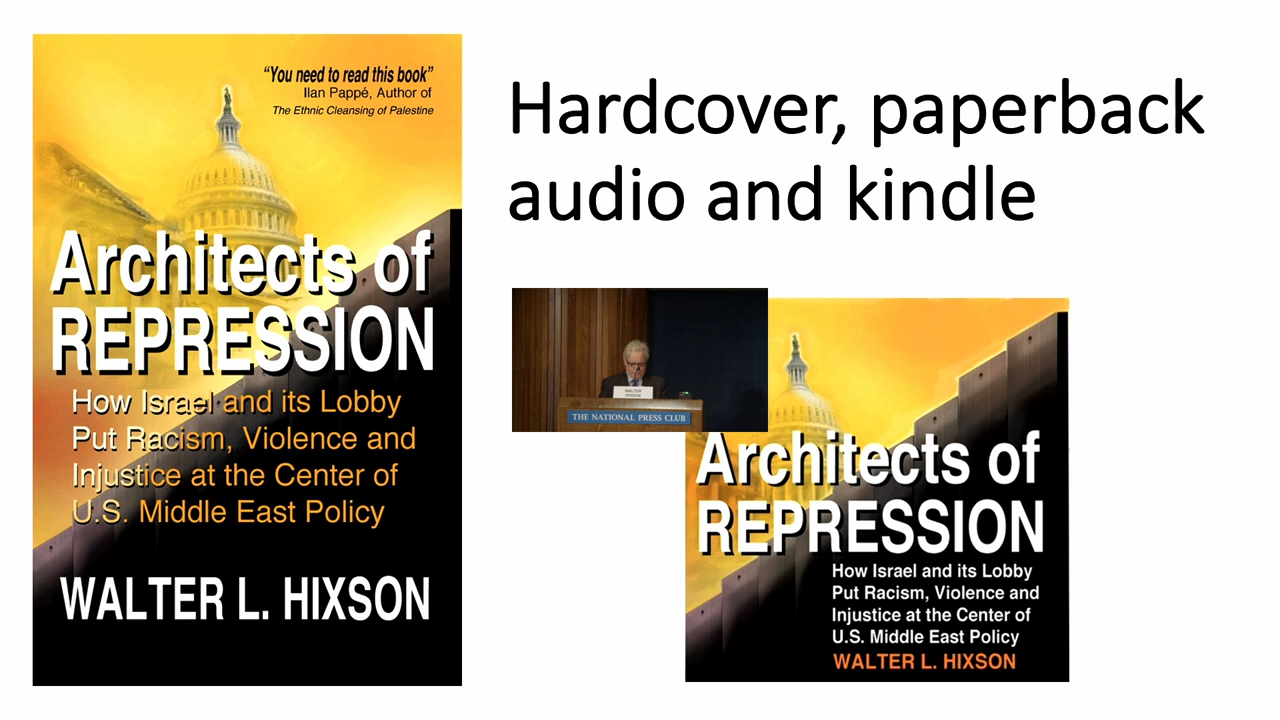 “You need to read this book”
Ilan Pappé, Author of
The Ethnic Cleansing of Palestine
Architects of
REPRESSION
How Israel and its Lobby
Put Racism, Violence and
Injustice at the Center of
U.S. Middle East Policy
WALTER L. HIXSON
Hardcover, paperback
audio and kindle
WALTER
HIXSON
THE NATIONAL PRESS CLUB
Architects of
REPRESSION
How Israel and its Lobby
Put Racism, Violence and
Injustice at the Center of
U.S. Middle East Policy
WALTER L. HIXSON